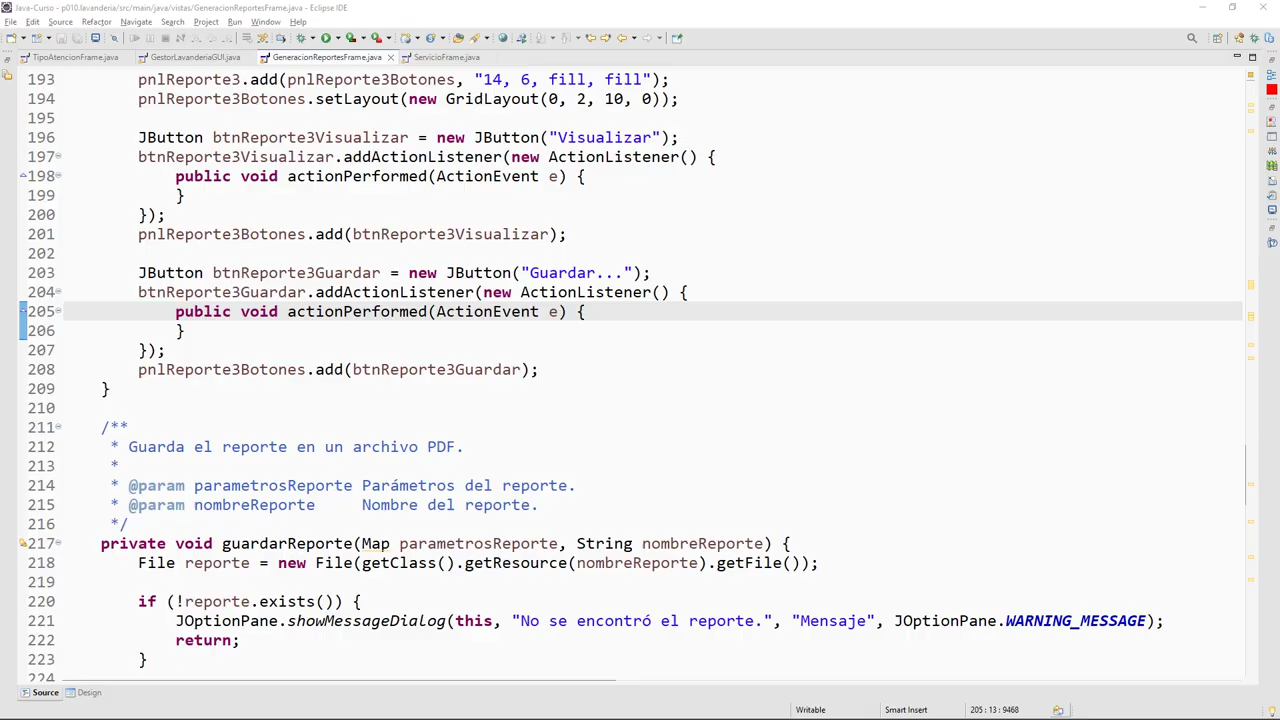 Java-Curso - p010.lavanderia/src/main/java/vistas/GeneracionReportesFrame.java - Eclipse IDE
File Edit Source Refactor Navigate Search Project Run Window Help
TipoAtencionFrame.java GestorLavanderiaGUI.java GeneracionReportesFrame.java ServicioFrame.java
193 pnlReporte3.add(pnlReporte3Botones, "14, 6, fill, fill");
194 pnlReporte3Botones.setLayout(new GridLayout(0, 2, 10, 0));
195
196 JButton btnReporte3Visualizar = new JButton("Visualizar");
197 btnReporte3Visualizar.addActionListener(new ActionListener() {
198 public void actionPerformed(ActionEvent e) {
199 }
200 });
201 pnlReporte3Botones.add(btnReporte3Visualizar);
202
203 JButton btnReporte3Guardar = new JButton("Guardar...");
204 btnReporte3Guardar.addActionListener(new ActionListener() {
205 public void actionPerformed(ActionEvent e) {
206 }
207 });
208 pnlReporte3Botones.add(btnReporte3Guardar);
209 }
210
211 /**
212 * Guarda el reporte en un archivo PDF.
213 *
214 * @param parametrosReporte Parámetros del reporte.
215 * @param nombreReporte Nombre del reporte.
216 */
217 private void guardarReporte(Map parametrosReporte, String nombreReporte) {
218 File reporte = new File(getClass().getResource(nombreReporte).getFile());
219
220 if (!reporte.exists()) {
221 JOptionPane.showMessageDialog(this, "No se encontró el reporte.", "Mensaje", JOptionPane.WARNING_MESSAGE);
222 return;
223 }
224
Source Design
Writable Smart Insert 205 : 13 : 9468